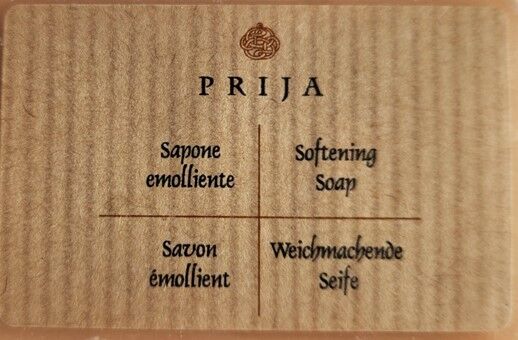 PRIJA
Sapone
emolliente
Softening
Soap
Savon
émollient
Weichmachende
Seife